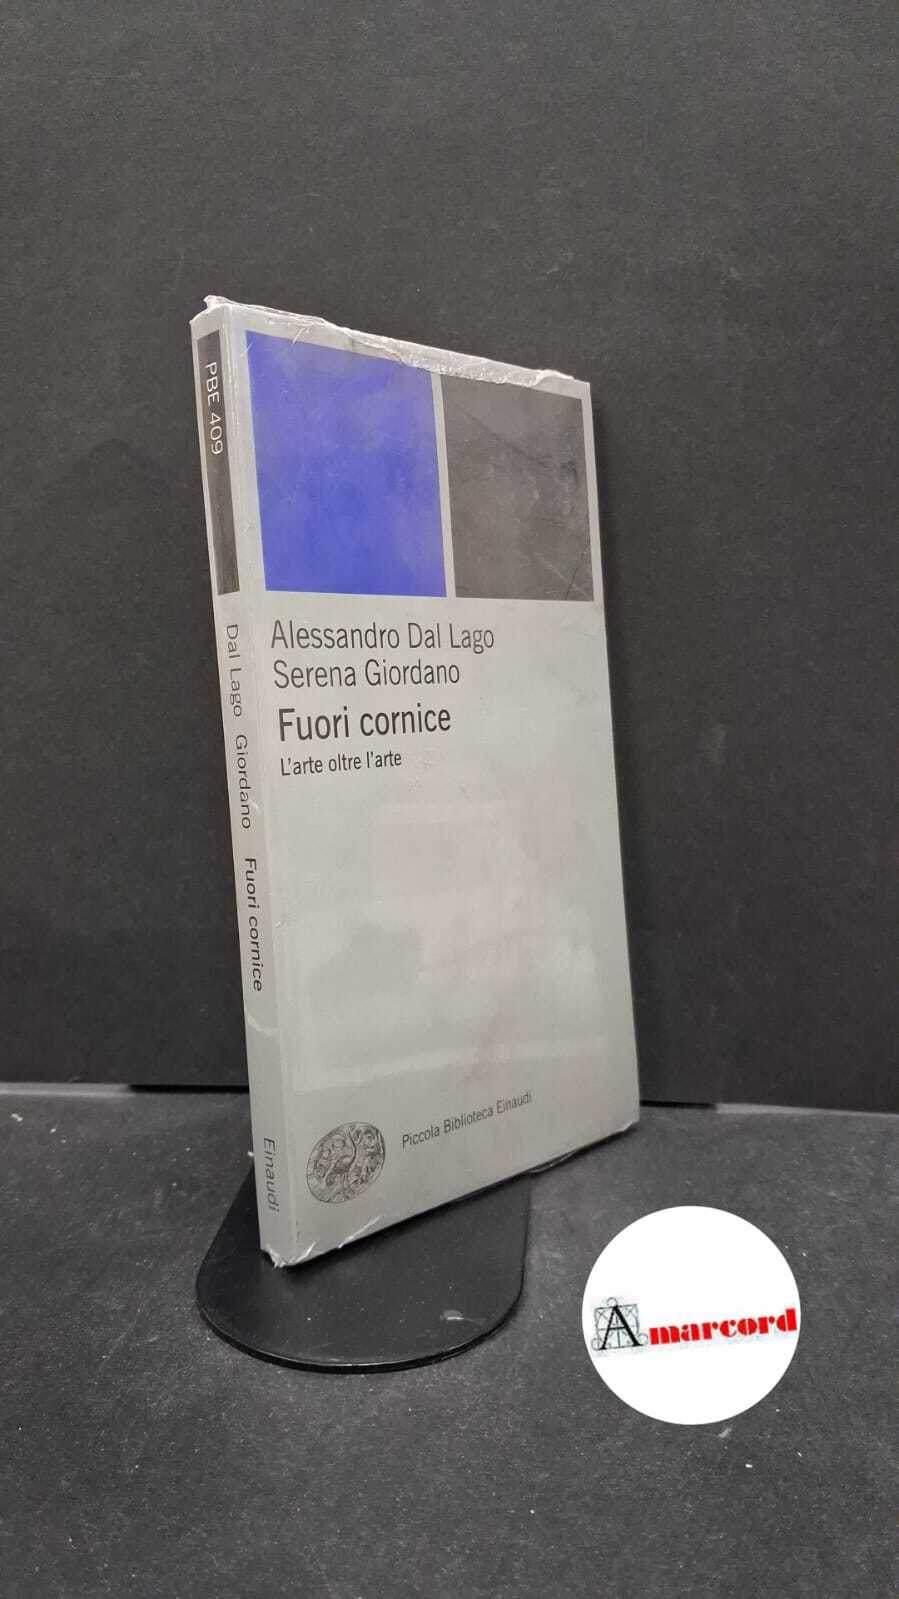 PBE 409
Dal Lago Giordano Fuori cornice
Einaudi
Alessandro Dal Lago
Serena Giordano
Fuori cornice
L'arte oltre l'arte
Piccola Biblioteca Einaudi
Amarcord